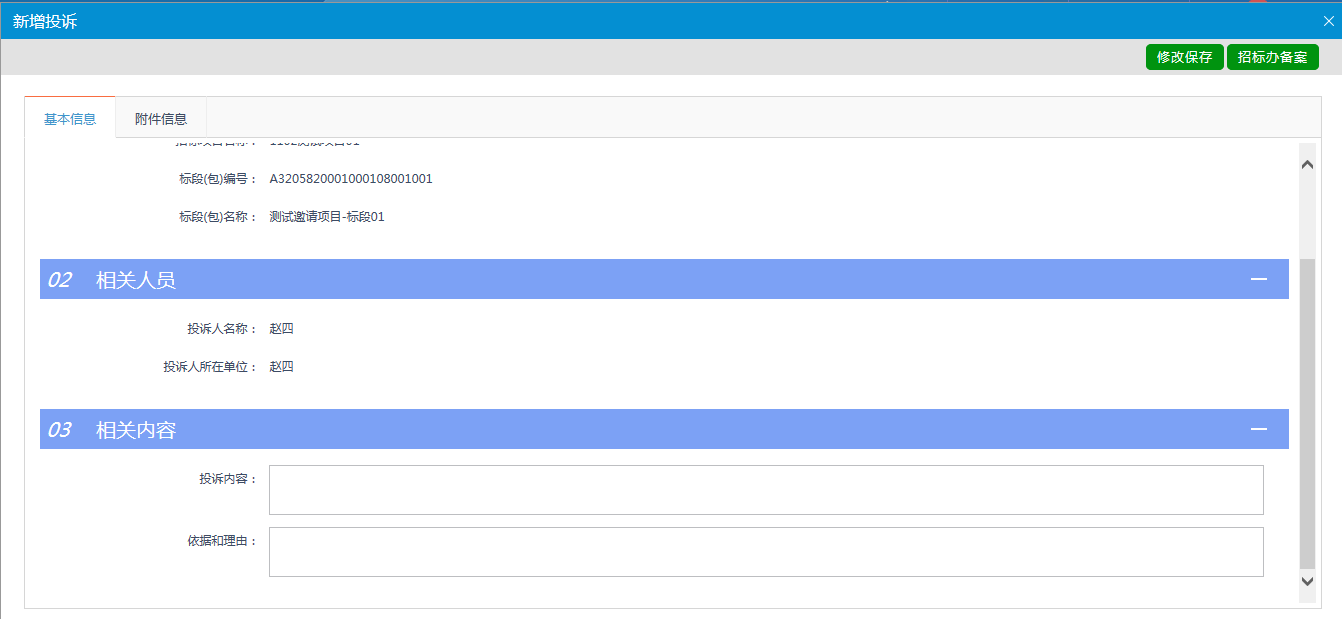 新增投诉
修改保存 招标办备案
基本信息 附件信息
标段(包)编号： A3205820001000108001001
标段(包)名称： 测试邀请项目-标段01
02 相关人员
投诉人名称： 赵四
投诉人所在单位： 赵四
03 相关内容
投诉内容：
依据和理由：